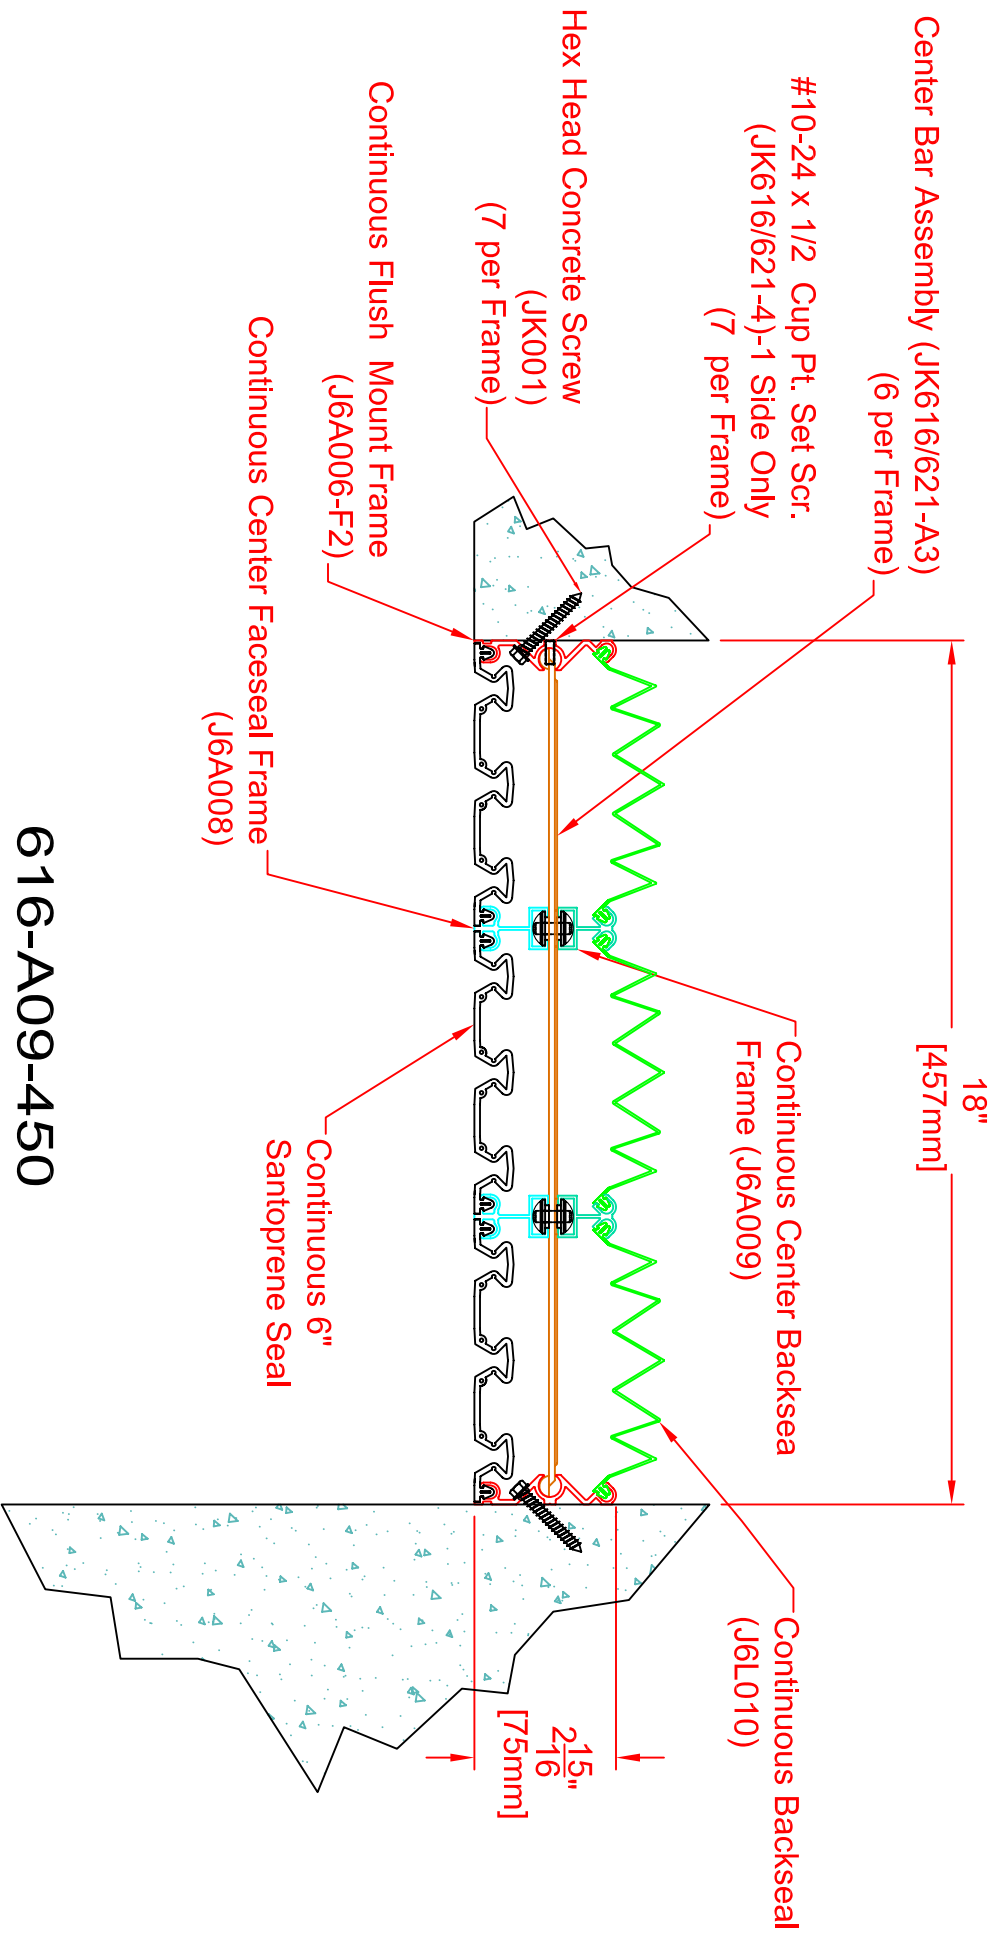 Center Bar Assembly (JK616/621-A3)
(6 per Frame)
#10-24 x 1/2 Cup Pt. Set Scr.
(JK616/621-4)-1 Side Only
(7 per Frame)
Hex Head Concrete Screw
(JK001)
(7 per Frame)
Continuous Flush Mount Frame
(J6A006-F2)
Continuous Center Faceseal Frame
(J6A008)
18"
[457mm]
Continuous Center Backsea
Frame (J6A009)
Continuous 6"
Santoprene Seal
Continuous Backseal
(J6L010)
2 15/16"
[75mm]
616-A09-450